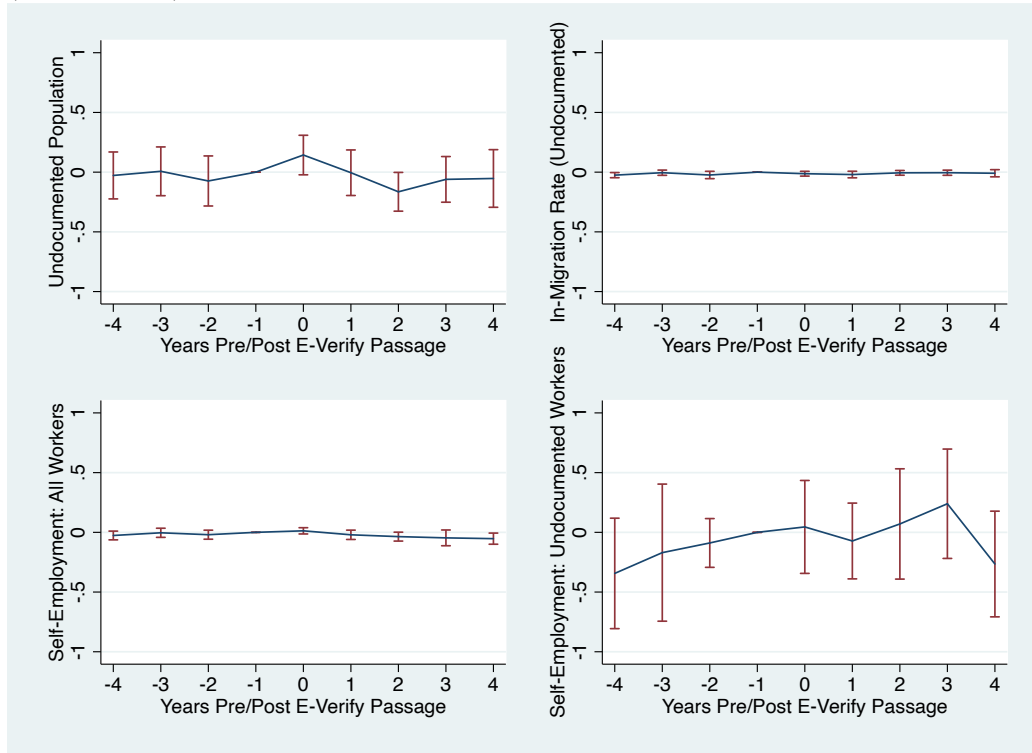 Undocumented Population
1
.5
0
-.5
-1
-4 -3 -2 -1 0 1 2 3 4
Years Pre/Post E-Verify Passage
In-Migration Rate (Undocumented)
1
.5
0
-.5
-1
-4 -3 -2 -1 0 1 2 3 4
Years Pre/Post E-Verify Passage
Self-Employment: All Workers
1
.5
0
-.5
-1
-4 -3 -2 -1 0 1 2 3 4
Years Pre/Post E-Verify Passage
Self-Employment: Undocumented Workers
1
.5
0
-.5
-1
-4 -3 -2 -1 0 1 2 3 4
Years Pre/Post E-Verify Passage